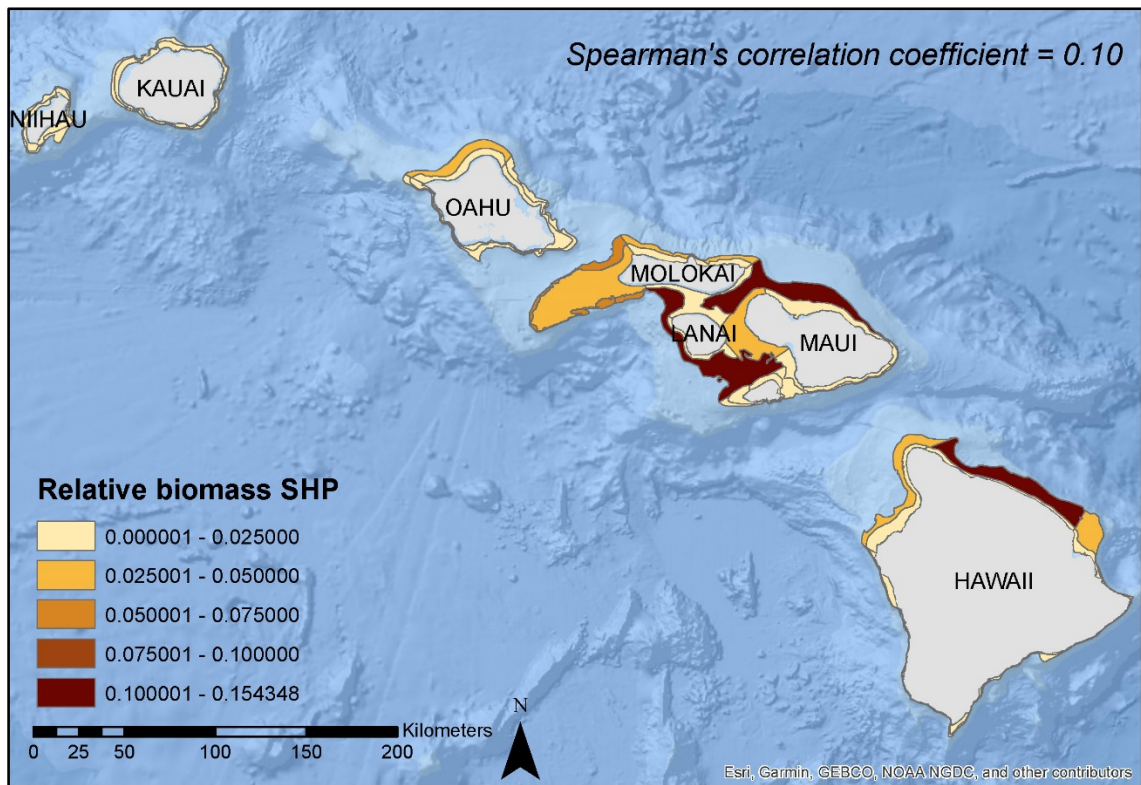 Spearman's correlation coefficient = 0.10
KAUAI
NIIHAU
OAHU
MOLOKAI
LANAI
MAUI
HAWAII
Relative biomass SHP
0.000001 - 0.025000
0.025001 - 0.050000
0.050001 - 0.075000
0.075001 - 0.100000
0.100001 - 0.154348
Kilometers
0 25 50 100 150 200
N
Esri, Garmin, GEBCO, NOAA NGDC, and other contributors